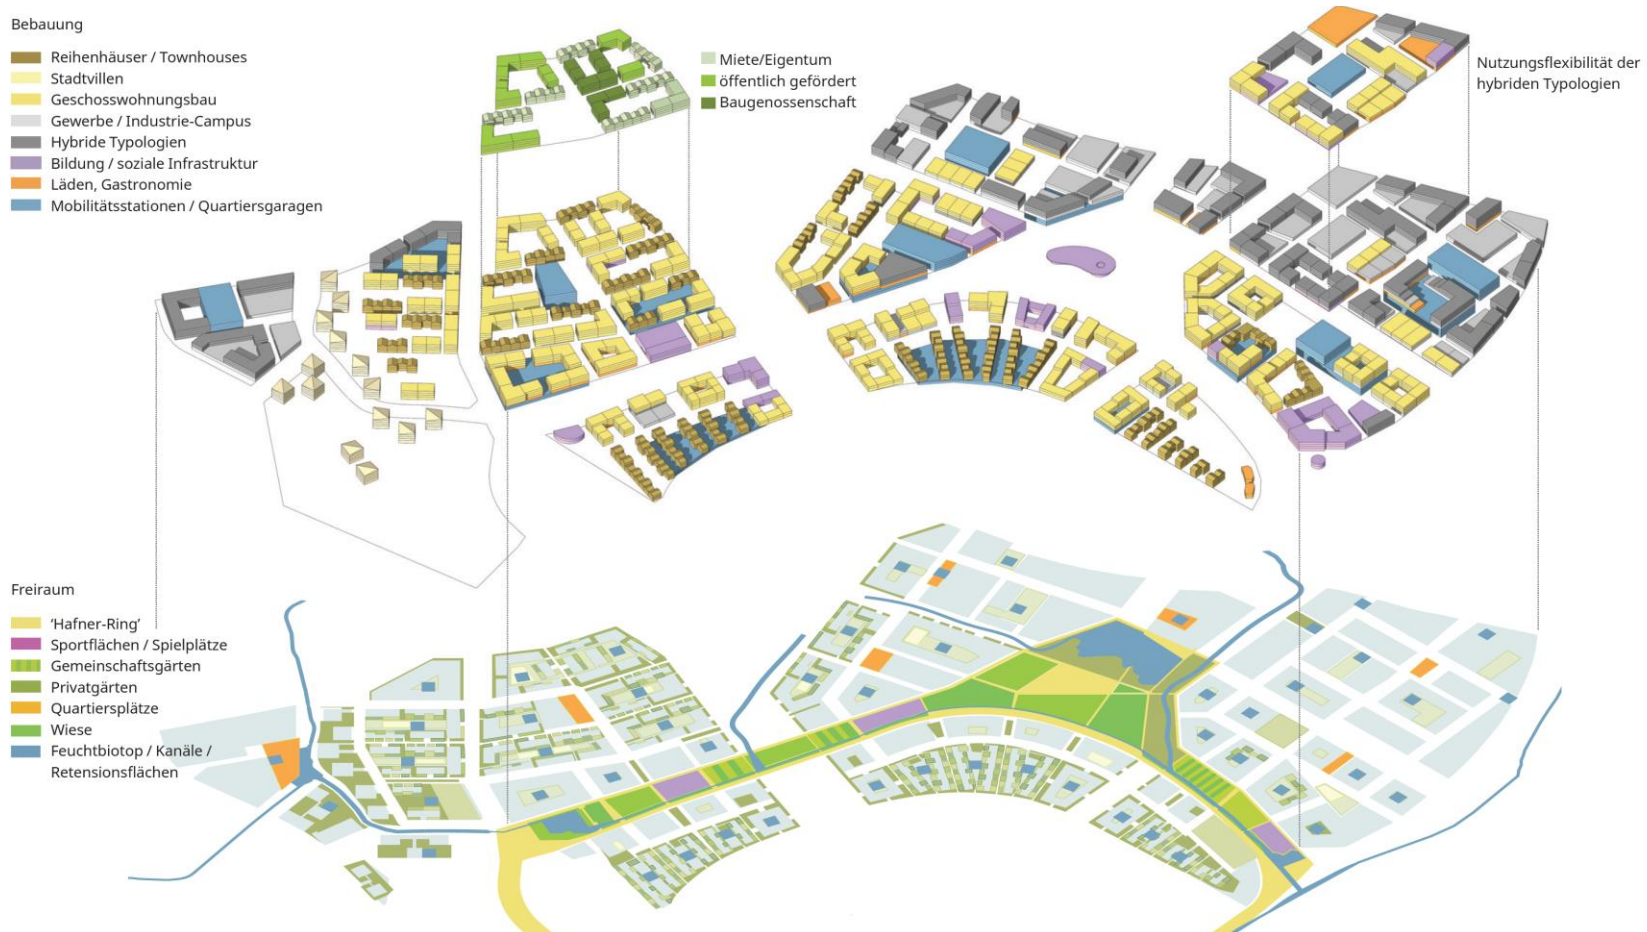 Bebauung
Reihenhäuser / Townhouses
Stadtvillen
Geschosswohnungsbau
Gewerbe / Industrie-Campus
Hybride Typologien
Bildung / soziale Infrastruktur
Läden, Gastronomie
Mobilitätsstationen / Quartiersgaragen
Miete/Eigentum
öffentlich gefördert
Baugenossenschaft
Nutzungsflexibilität der
hybriden Typologien
Freiraum
‘Hafner-Ring’
Sportflächen / Spielplätze
Gemeinschaftsgärten
Privatgärten
Quartiersplätze
Wiese
Feuchtbiotop / Kanäle /
Retensionsflächen